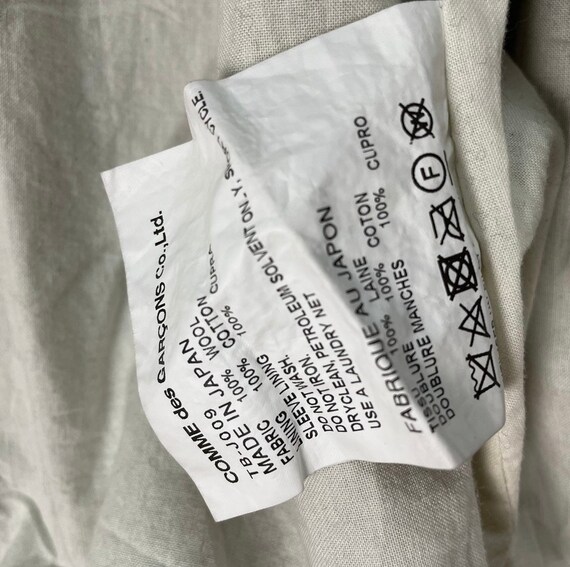 COMME des GARÇONS Co.,Ltd.
TB-J009
MADE IN JAPAN
FABRIC 100% WOOL
LINING 100% COTTON
SLEEVE LINING 100% CUPRA
DO NOT WASH.
DO NOT IRON.
DRYCLEAN, PETROLEUM SOLVENT ONLY, CYCLE.
USE A LAUNDRY NET
FABRIQUE AU JAPON
TISSU 100% LAINE
DOUBLURE 100% COTON
DOUBLURE MANCHES 100% CUPRO
F
W